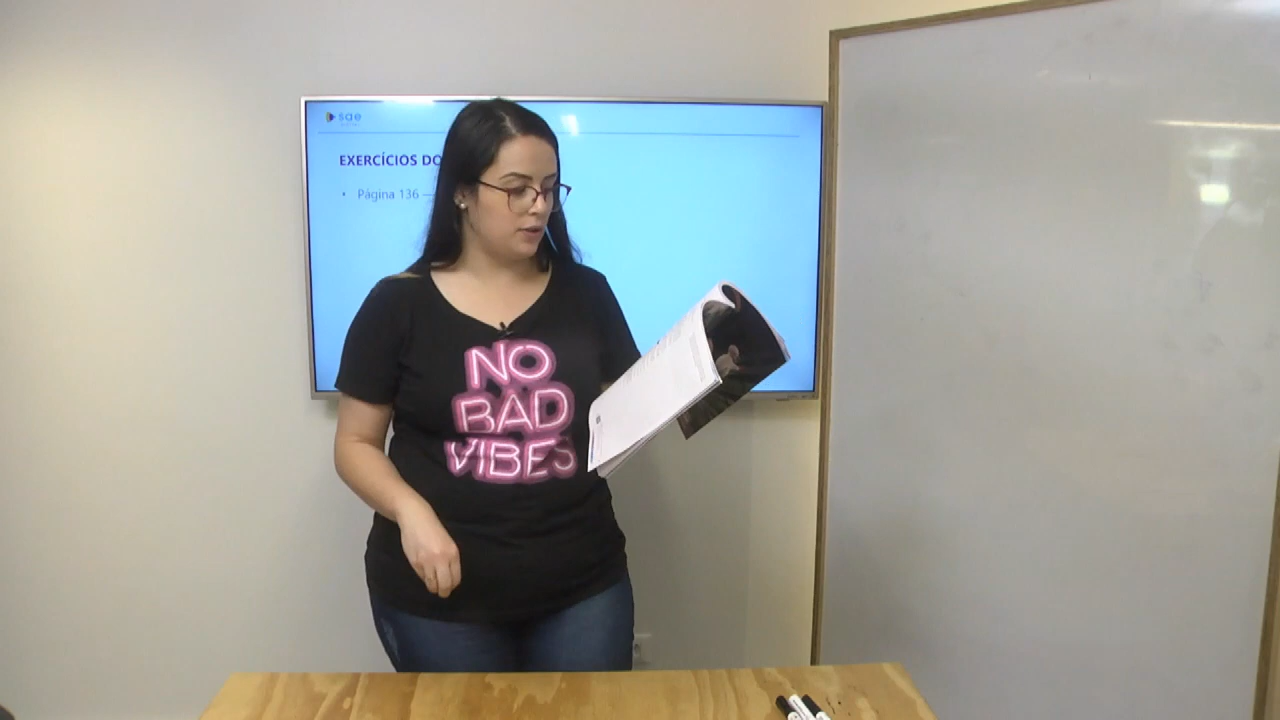 sae
EXERCÍCIOS DO
• Página 136 —
NO
BAD
VIBES